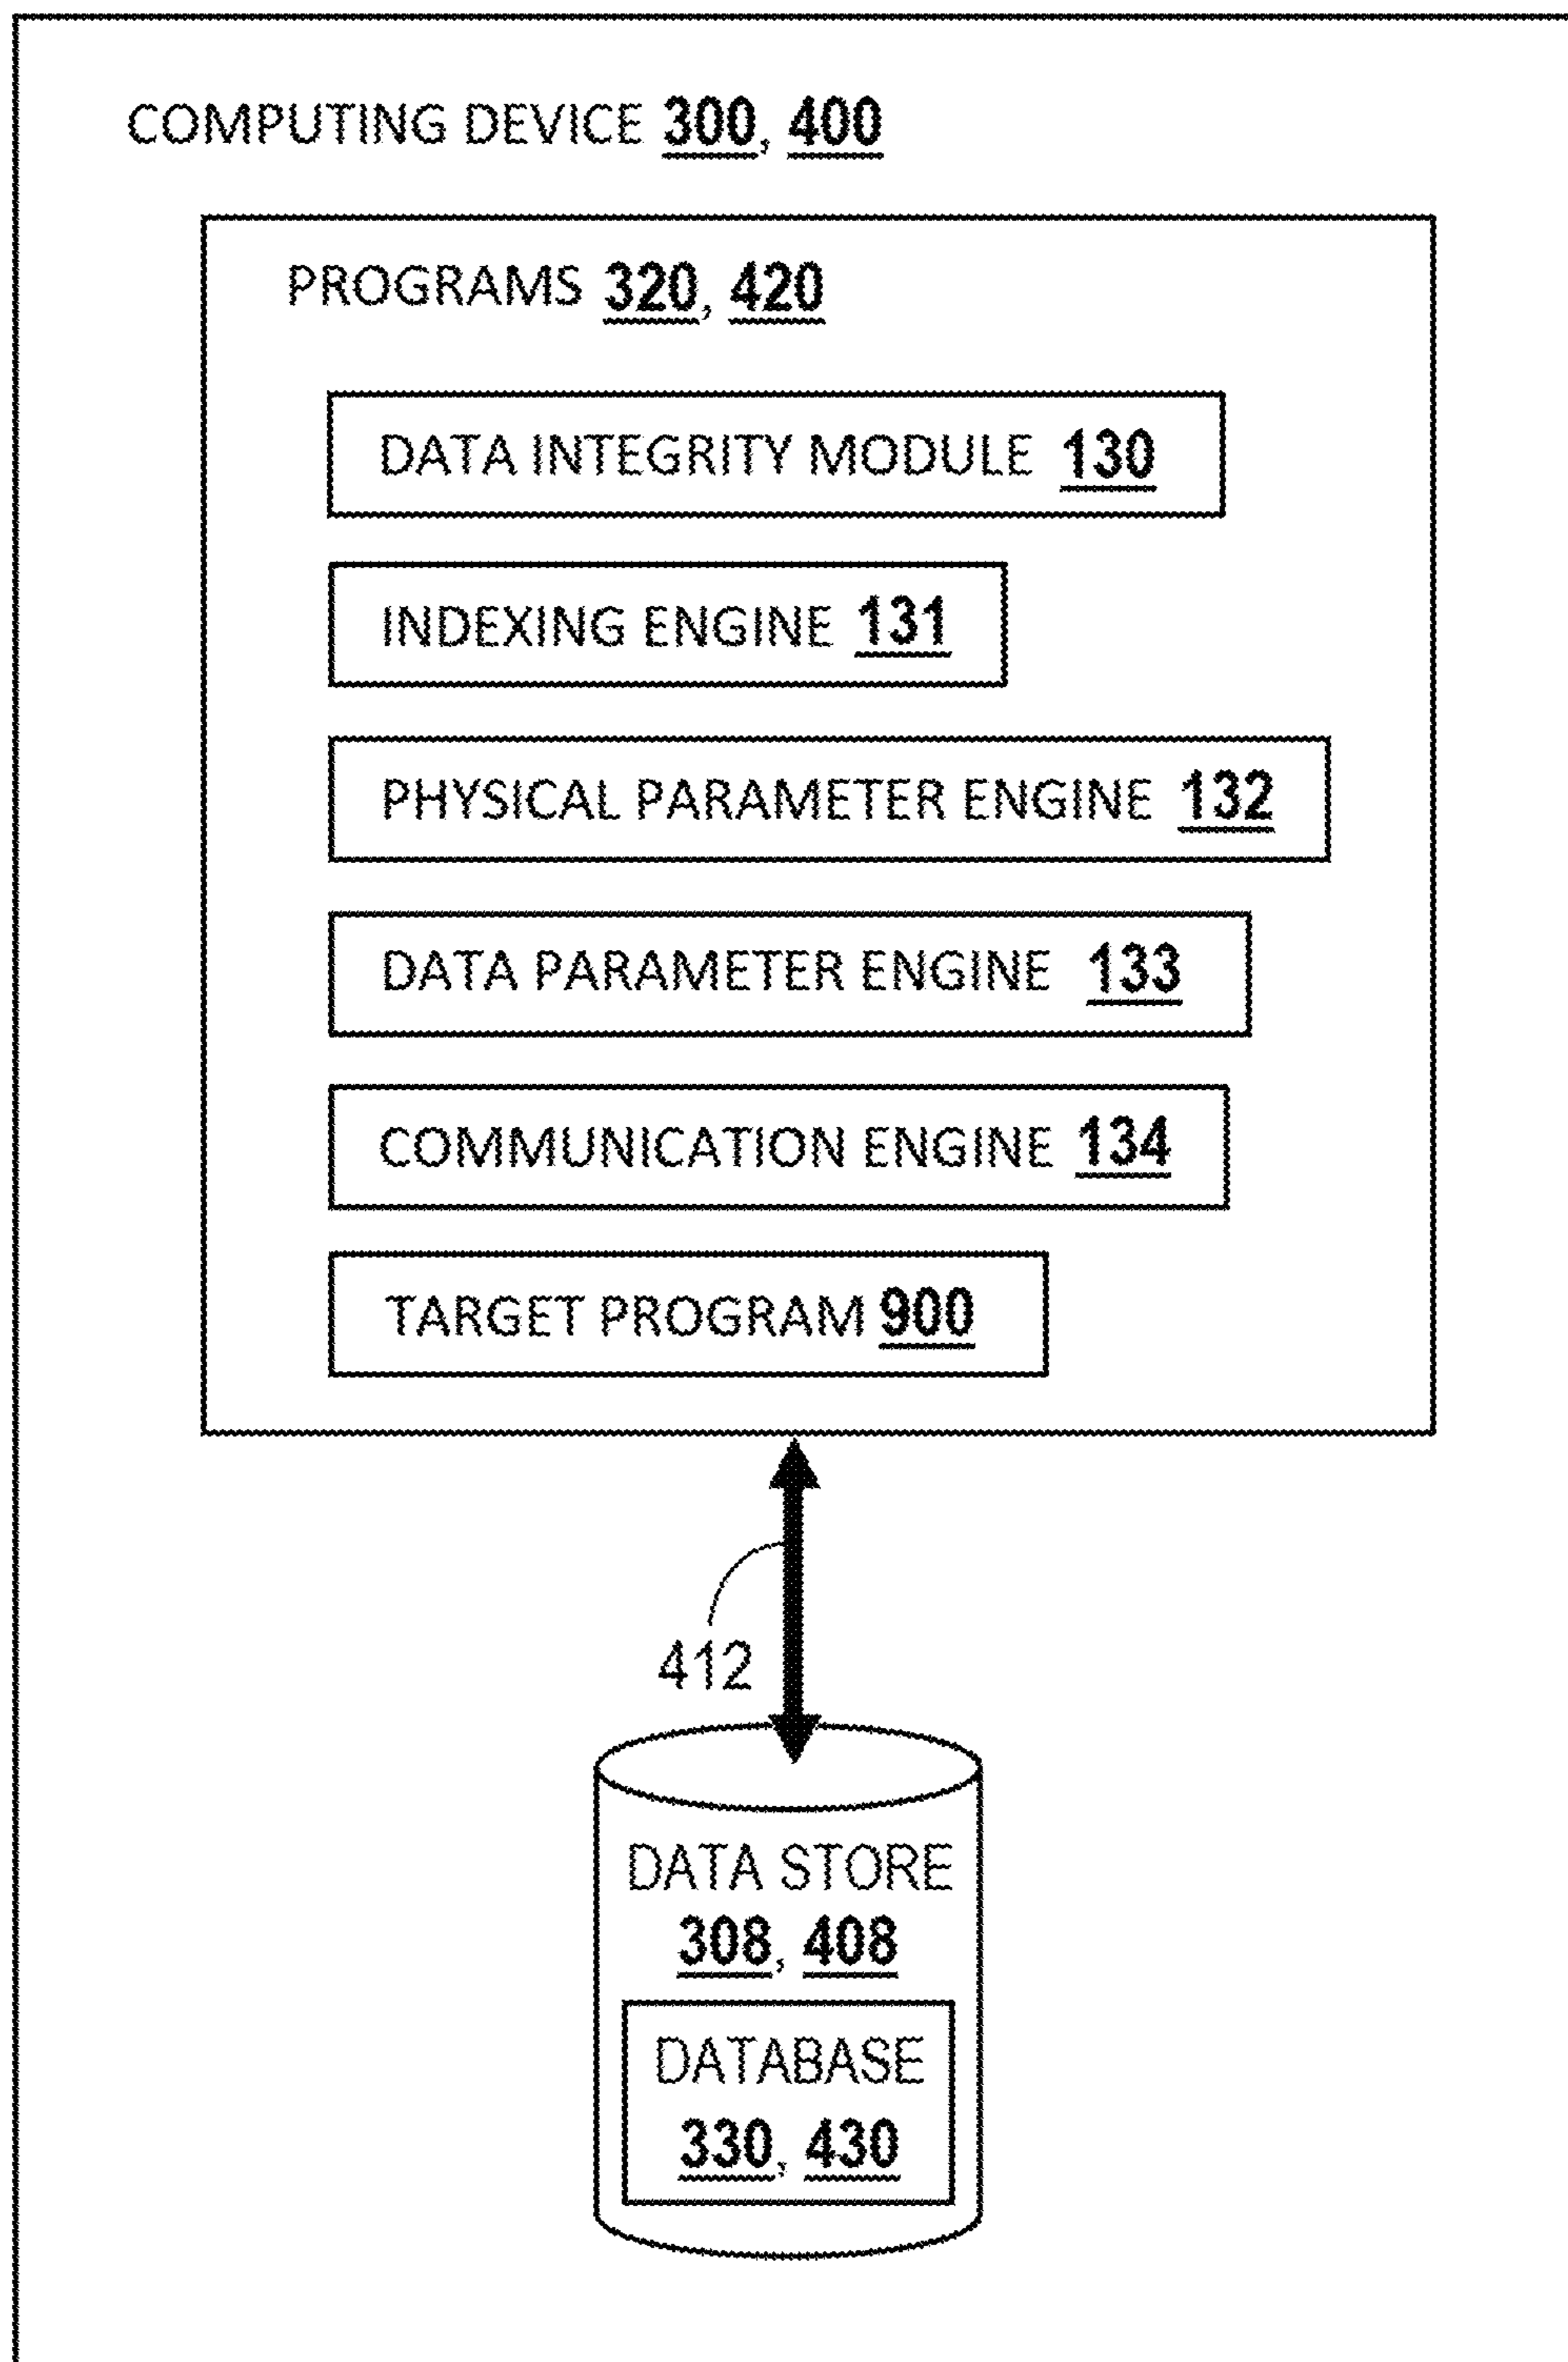 COMPUTING DEVICE 300, 400
PROGRAMS 320, 420
DATA INTEGRITY MODULE 130
INDEXING ENGINE 131
PHYSICAL PARAMETER ENGINE 132
DATA PARAMETER ENGINE 133
COMMUNICATION ENGINE 134
TARGET PROGRAM 900
412
DATA STORE
308, 408
DATABASE
330, 430